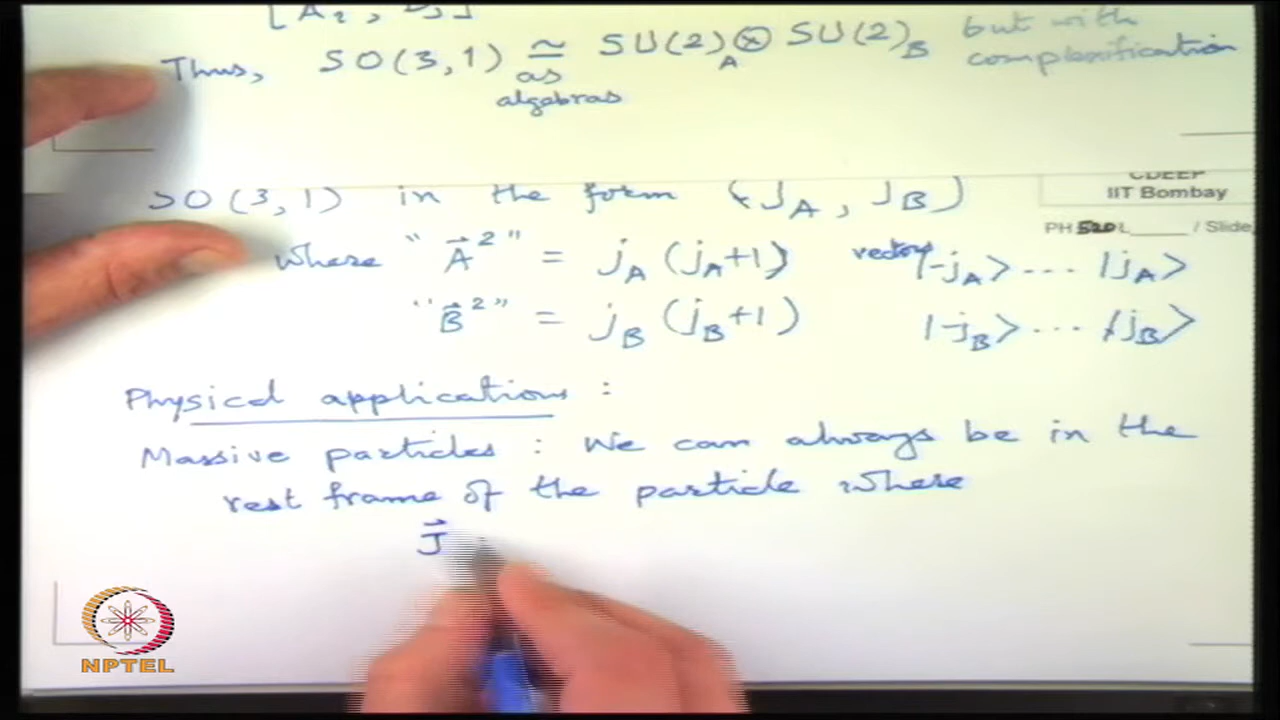 Thus, SO(3,1) ≃ SU(2)_A ⊗ SU(2)_B but with
as complexification
algebras
SO(3,1) in the form (j_A, j_B)
CDEEP
IIT Bombay
PH 520 L_____ / Slide
where "A⃗²" = j_A (j_A+1) vectors |-j_A> .... |j_A>
"B⃗²" = j_B (j_B+1) |-j_B> .... |j_B>
Physical applications :
Massive particles : We can always be in the
rest frame of the particle where
J⃗
NPTEL